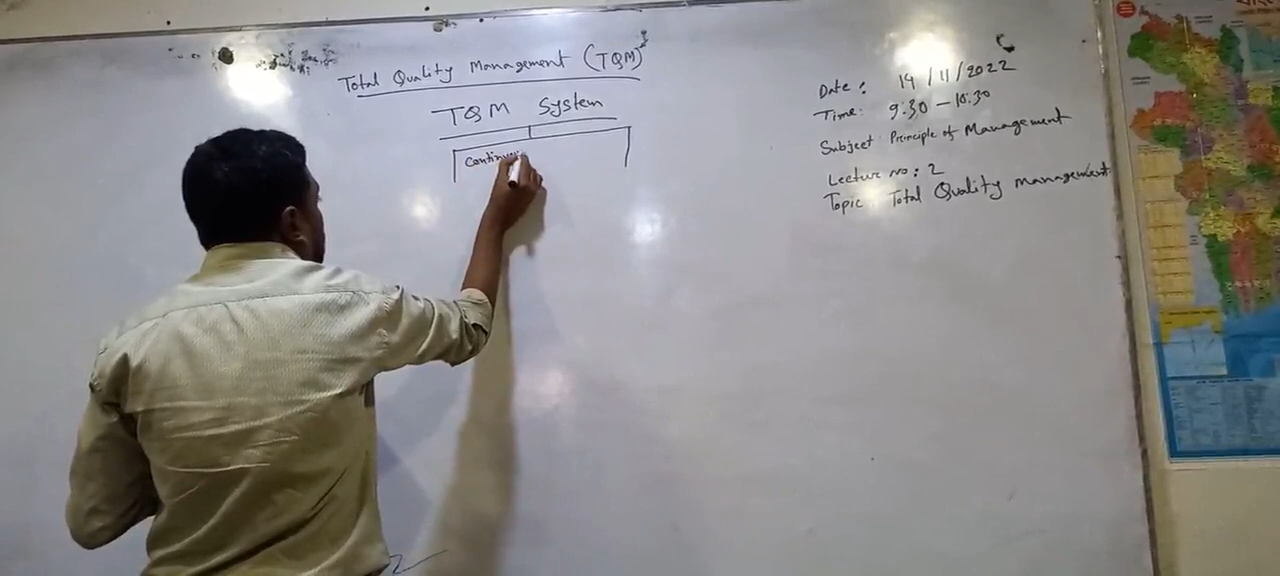 Total Quality Management (TQM)
TQM System
Date: 14/11/2022
Time: 9:30 – 10:30
Subject: Principle of Management
Lecture no: 2
Topic: Total Quality management